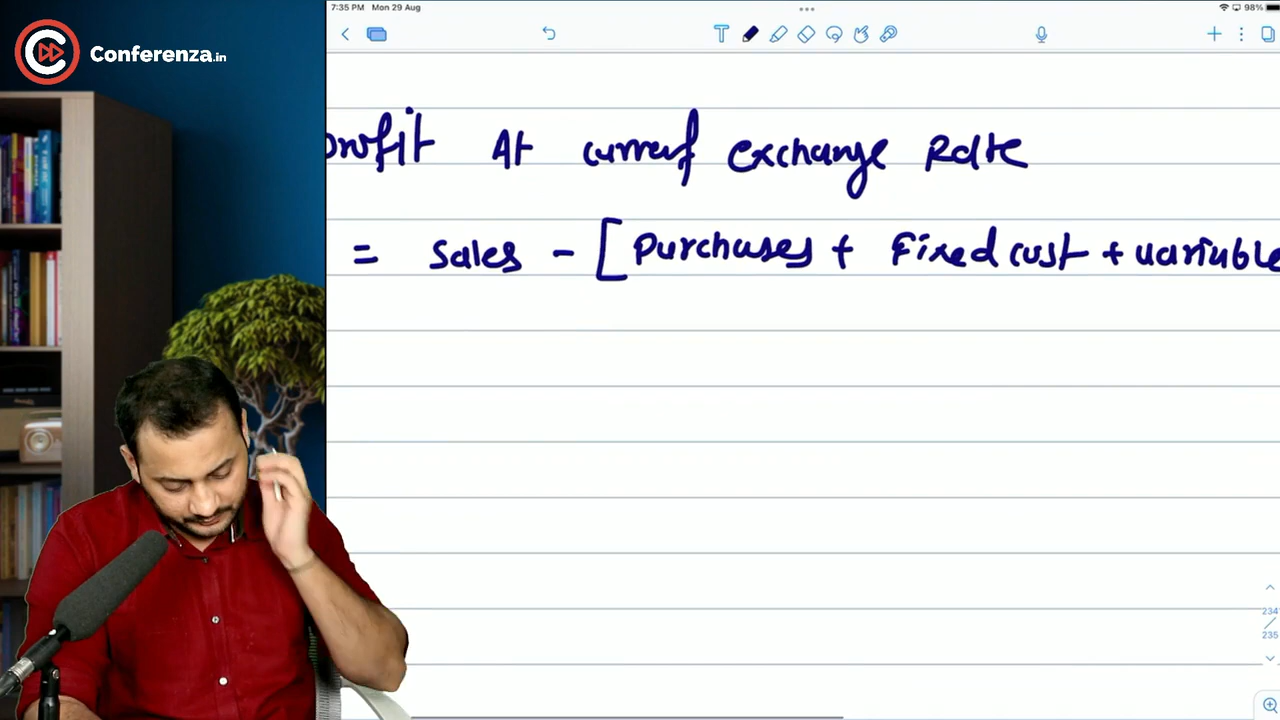 7:35 PM Mon 29 Aug
98%
Conferenza.in
profit At current exchange Rate
= Sales - [Purchases + Fixed cost + variable
234
235